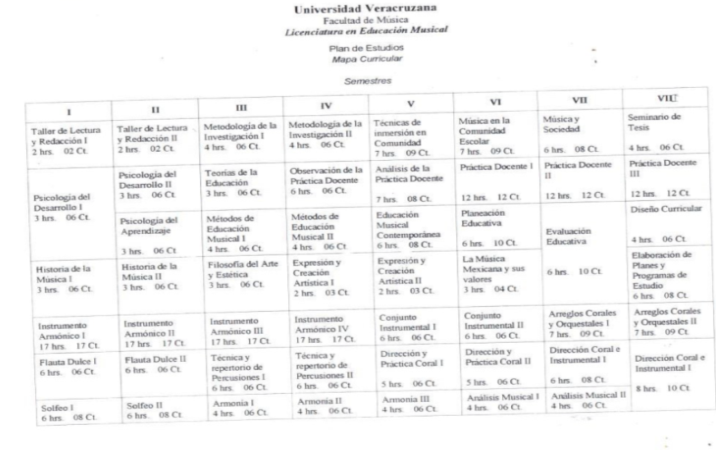 Universidad Veracruzana
Facultad de Música
Licenciatura en Educación Musical
Plan de Estudios
Mapa Curricular
Semestres
I II III IV V VI VII VIII
Taller de Lectura y Redacción I
2 hrs. 02 Ct.
Taller de Lectura y Redacción II
2 hrs. 02 Ct.
Metodología de la Investigación I
4 hrs. 06 Ct.
Metodología de la Investigación II
4 hrs. 06 Ct.
Técnicas de inmersión en Comunidad
7 hrs. 09 Ct.
Música en la Comunidad Escolar
7 hrs. 09 Ct.
Música y Sociedad
6 hrs. 08 Ct.
Seminario de Tesis
4 hrs. 06 Ct.
Psicología del Desarrollo I
3 hrs. 06 Ct.
Psicología del Desarrollo II
3 hrs. 06 Ct.
Teorías de la Educación
3 hrs. 06 Ct.
Observación de la Práctica Docente
6 hrs. 06 Ct.
Análisis de la Práctica Docente
7 hrs. 08 Ct.
Práctica Docente I
12 hrs. 12 Ct.
Práctica Docente II
12 hrs. 12 Ct.
Práctica Docente III
12 hrs. 12 Ct.
Psicología del Aprendizaje
3 hrs. 06 Ct.
Métodos de Educación Musical I
4 hrs. 06 Ct.
Métodos de Educación Musical II
4 hrs. 06 Ct.
Educación Musical Contemporánea
6 hrs. 08 Ct.
Planeación Educativa
6 hrs. 10 Ct.
Evaluación Educativa
6 hrs. 10 Ct.
Diseño Curricular
4 hrs. 06 Ct.
Historia de la Música I
3 hrs. 06 Ct.
Historia de la Música II
3 hrs. 06 Ct.
Filosofía del Arte y Estética
3 hrs. 06 Ct.
Expresión y Creación Artística I
2 hrs. 03 Ct.
Expresión y Creación Artística II
2 hrs. 03 Ct.
La Música Mexicana y sus valores
3 hrs. 04 Ct.
Elaboración de Planes y Programas de Estudio
6 hrs. 08 Ct.
Instrumento Armónico I
17 hrs. 17 Ct.
Instrumento Armónico II
17 hrs. 17 Ct.
Instrumento Armónico III
17 hrs. 17 Ct.
Instrumento Armónico IV
17 hrs. 17 Ct.
Conjunto Instrumental I
6 hrs. 06 Ct.
Conjunto Instrumental II
6 hrs. 06 Ct.
Arreglos Corales y Orquestales I
7 hrs. 09 Ct.
Arreglos Corales y Orquestales II
7 hrs. 09 Ct.
Flauta Dulce I
6 hrs. 06 Ct.
Flauta Dulce II
6 hrs. 06 Ct.
Técnica y repertorio de Percusiones I
6 hrs. 06 Ct.
Técnica y repertorio de Percusiones II
6 hrs. 06 Ct.
Dirección y Práctica Coral I
5 hrs. 06 Ct.
Dirección y Práctica Coral II
5 hrs. 06 Ct.
Dirección Coral e Instrumental I
6 hrs. 08 Ct.
Dirección Coral e Instrumental I
8 hrs. 10 Ct.
Solfeo I
6 hrs. 08 Ct.
Solfeo II
6 hrs. 08 Ct.
Armonía I
4 hrs. 06 Ct.
Armonía II
4 hrs. 06 Ct.
Armonía III
4 hrs. 06 Ct.
Análisis Musical I
4 hrs. 06 Ct.
Análisis Musical II
4 hrs. 06 Ct.